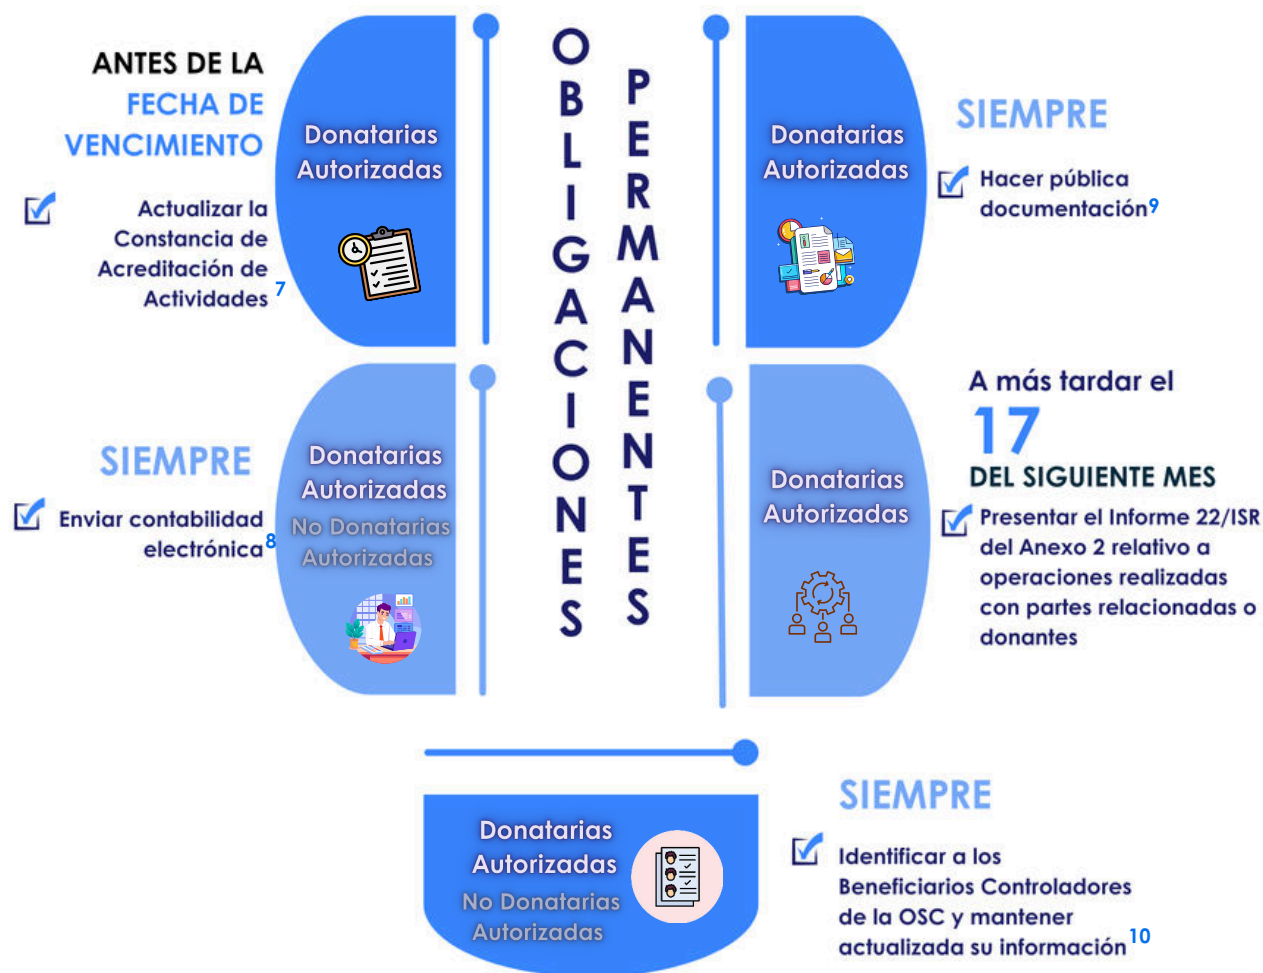 OBLIGACIONES
PERMANENTES
ANTES DE LA
FECHA DE
VENCIMIENTO
Actualizar la
Constancia de
Acreditación de
Actividades 7
Donatarias
Autorizadas
Donatarias
Autorizadas
SIEMPRE
Hacer pública
documentación9
SIEMPRE
Enviar contabilidad
electrónica8
Donatarias
Autorizadas
No Donatarias
Autorizadas
Donatarias
Autorizadas
A más tardar el
17
DEL SIGUIENTE MES
Presentar el Informe 22/ISR
del Anexo 2 relativo a
operaciones realizadas
con partes relacionadas o
donantes
Donatarias
Autorizadas
No Donatarias
Autorizadas
SIEMPRE
Identificar a los
Beneficiarios Controladores
de la OSC y mantener
actualizada su información10